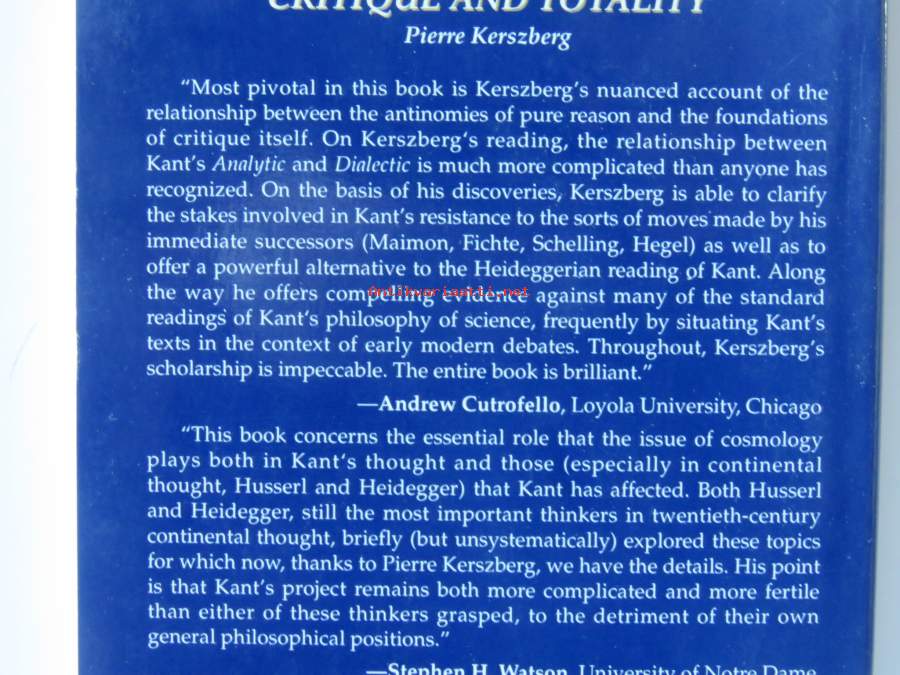 CRITIQUE AND TOTALITY
Pierre Kerszberg
“Most pivotal in this book is Kerszberg’s nuanced account of the
relationship between the antinomies of pure reason and the foundations
of critique itself. On Kerszberg’s reading, the relationship between
Kant’s Analytic and Dialectic is much more complicated than anyone has
recognized. On the basis of his discoveries, Kerszberg is able to clarify
the stakes involved in Kant’s resistance to the sorts of moves made by his
immediate successors (Maimon, Fichte, Schelling, Hegel) as well as to
offer a powerful alternative to the Heideggerian reading of Kant. Along
the way he offers compelling evidence against many of the standard
Antikvariaatti.net
readings of Kant’s philosophy of science, frequently by situating Kant’s
texts in the context of early modern debates. Throughout, Kerszberg’s
scholarship is impeccable. The entire book is brilliant.”
—Andrew Cutrofello, Loyola University, Chicago
“This book concerns the essential role that the issue of cosmology
plays both in Kant’s thought and those (especially in continental
thought, Husserl and Heidegger) that Kant has affected. Both Husserl
and Heidegger, still the most important thinkers in twentieth-century
continental thought, briefly (but unsystematically) explored these topics
for which now, thanks to Pierre Kerszberg, we have the details. His point
is that Kant’s project remains both more complicated and more fertile
than either of these thinkers grasped, to the detriment of their own
general philosophical positions.”
—Stephen H. Watson, University of Notre Dame